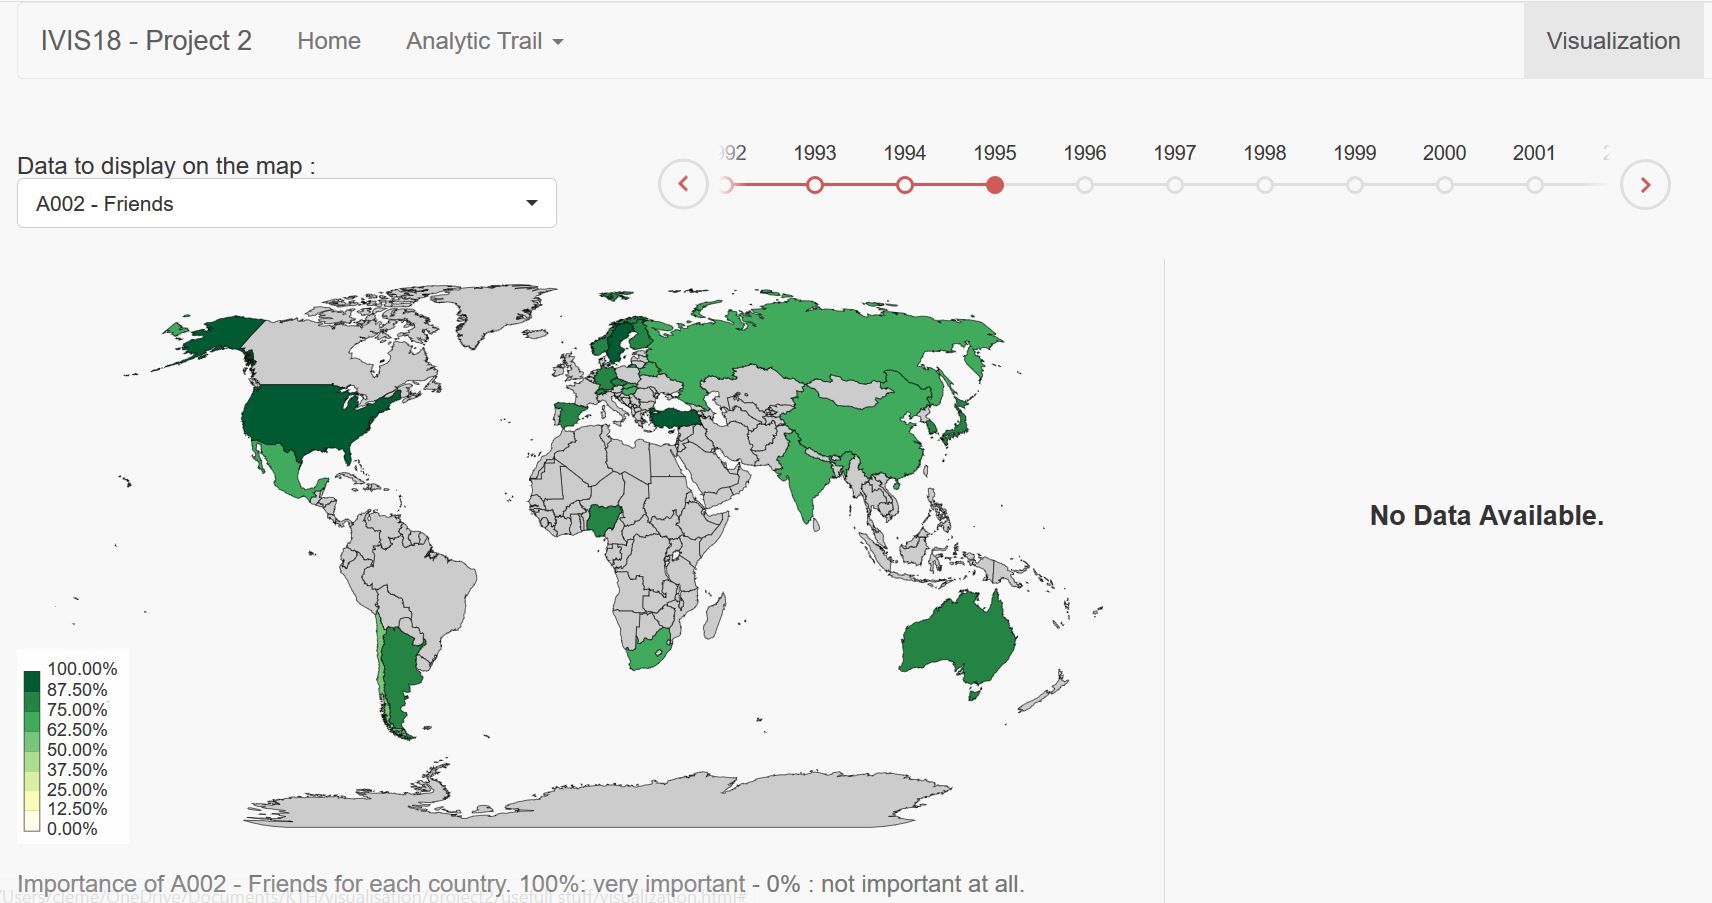 IVIS18 - Project 2 Home Analytic Trail Visualization
Data to display on the map :
A002 - Friends
1993 1994 1995 1996 1997 1998 1999 2000 2001
No Data Available.
100.00%
87.50%
75.00%
62.50%
50.00%
37.50%
25.00%
12.50%
0.00%
Importance of A002 - Friends for each country. 100%: very important - 0% : not important at all.
/Users/cleme/OneDrive/Documents/KTH/visualisation/project2/usefull stuff/visualization.html#